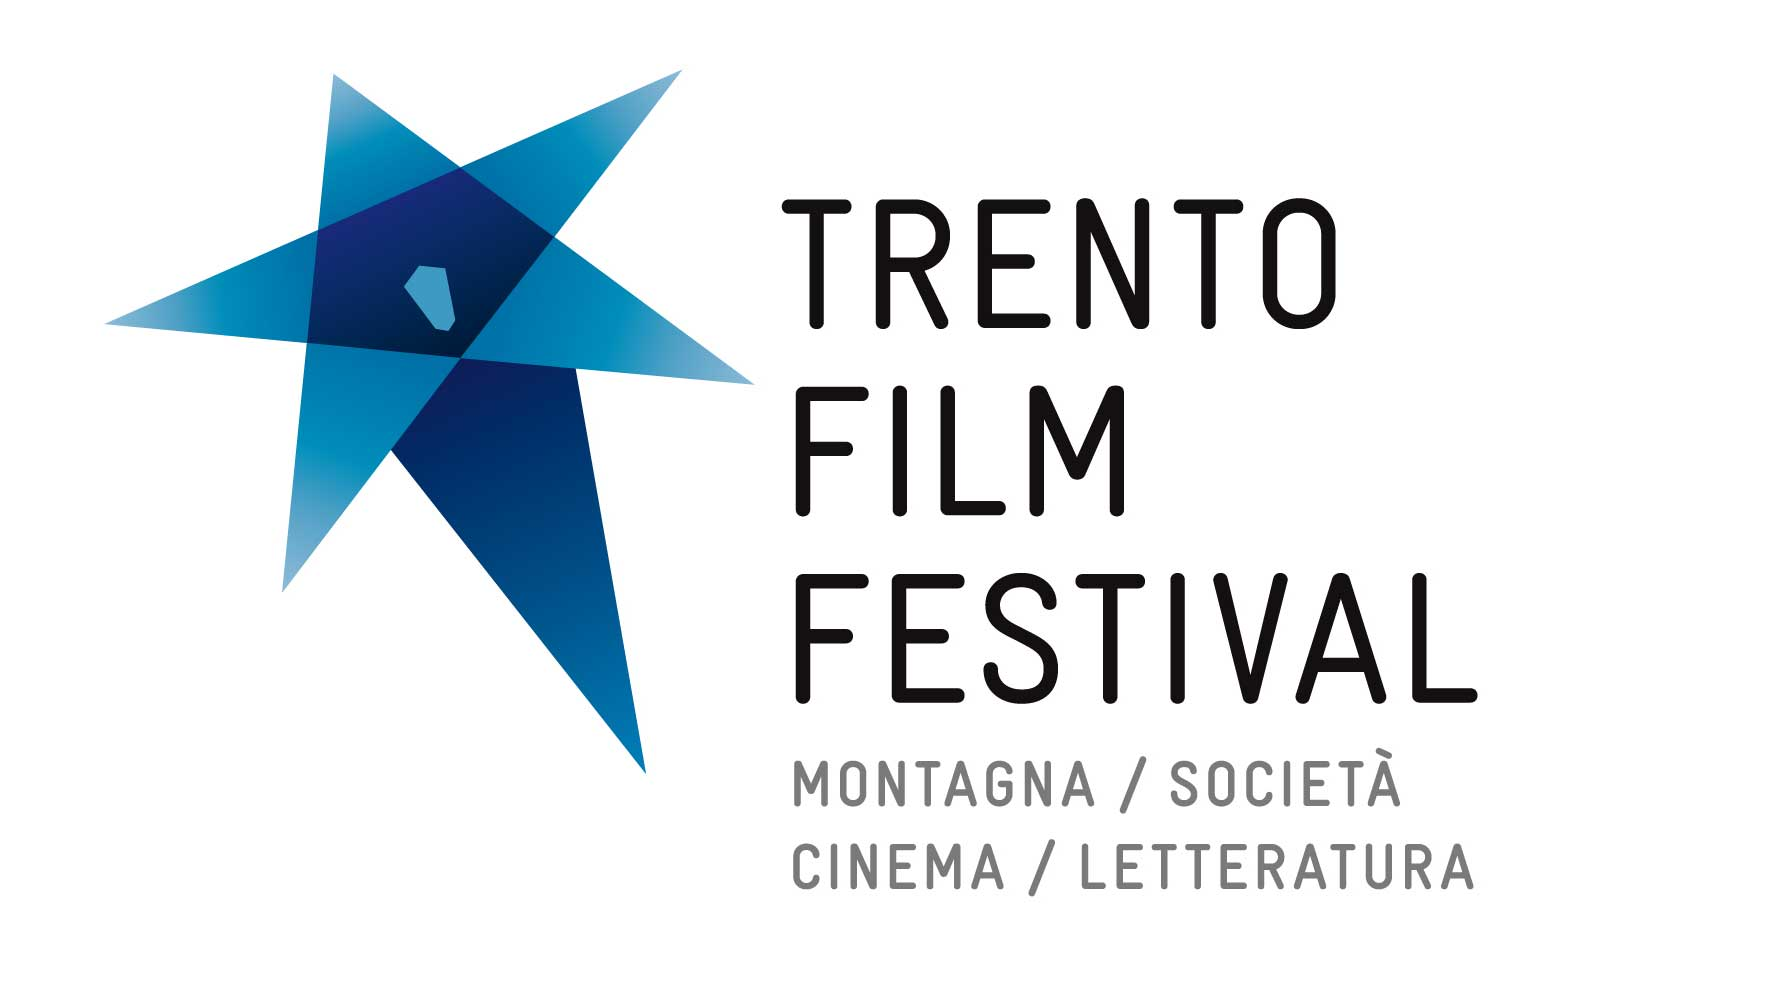 TRENTO
FILM
FESTIVAL
MONTAGNA / SOCIETÀ
CINEMA / LETTERATURA